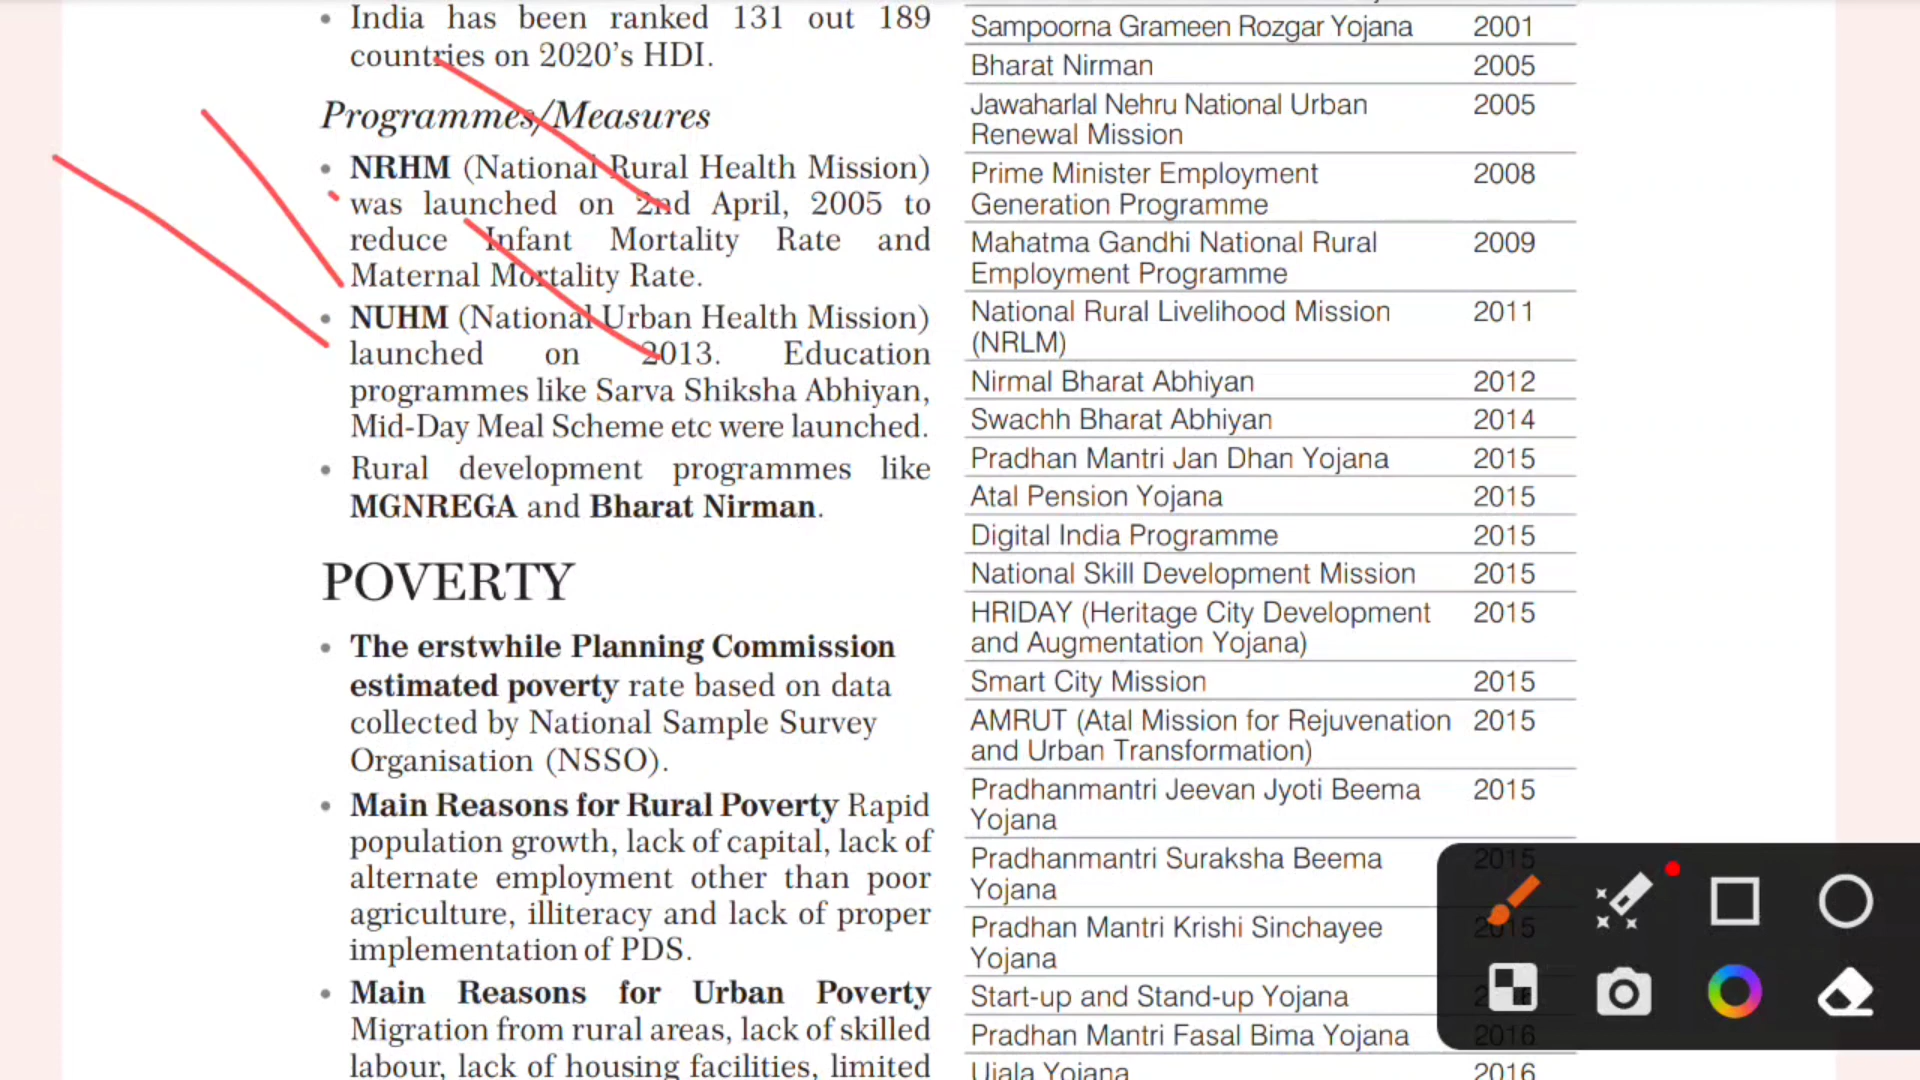 India has been ranked 131 out 189
countries on 2020's HDI.
Programmes/Measures
NRHM (National Rural Health Mission)
was launched on 2nd April, 2005 to
reduce Infant Mortality Rate and
Maternal Mortality Rate.
NUHM (National Urban Health Mission)
launched on 2013. Education
programmes like Sarva Shiksha Abhiyan,
Mid-Day Meal Scheme etc were launched.
Rural development programmes like
MGNREGA and Bharat Nirman.
POVERTY
The erstwhile Planning Commission
estimated poverty rate based on data
collected by National Sample Survey
Organisation (NSSO).
Main Reasons for Rural Poverty Rapid
population growth, lack of capital, lack of
alternate employment other than poor
agriculture, illiteracy and lack of proper
implementation of PDS.
Main Reasons for Urban Poverty
Migration from rural areas, lack of skilled
labour, lack of housing facilities, limited
Sampoorna Grameen Rozgar Yojana 2001
Bharat Nirman 2005
Jawaharlal Nehru National Urban 2005
Renewal Mission
Prime Minister Employment 2008
Generation Programme
Mahatma Gandhi National Rural 2009
Employment Programme
National Rural Livelihood Mission 2011
(NRLM)
Nirmal Bharat Abhiyan 2012
Swachh Bharat Abhiyan 2014
Pradhan Mantri Jan Dhan Yojana 2015
Atal Pension Yojana 2015
Digital India Programme 2015
National Skill Development Mission 2015
HRIDAY (Heritage City Development 2015
and Augmentation Yojana)
Smart City Mission 2015
AMRUT (Atal Mission for Rejuvenation 2015
and Urban Transformation)
Pradhanmantri Jeevan Jyoti Beema 2015
Yojana
Pradhanmantri Suraksha Beema 2015
Yojana
Pradhan Mantri Krishi Sinchayee 2015
Yojana
Start-up and Stand-up Yojana
Pradhan Mantri Fasal Bima Yojana 2016
Ujala Yojana 2016